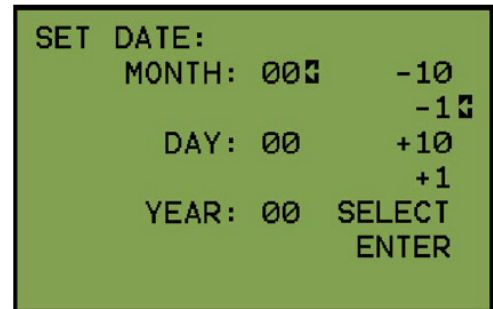 SET DATE:
MONTH: 00 -10
-1
DAY: 00 +10
+1
YEAR: 00 SELECT
ENTER